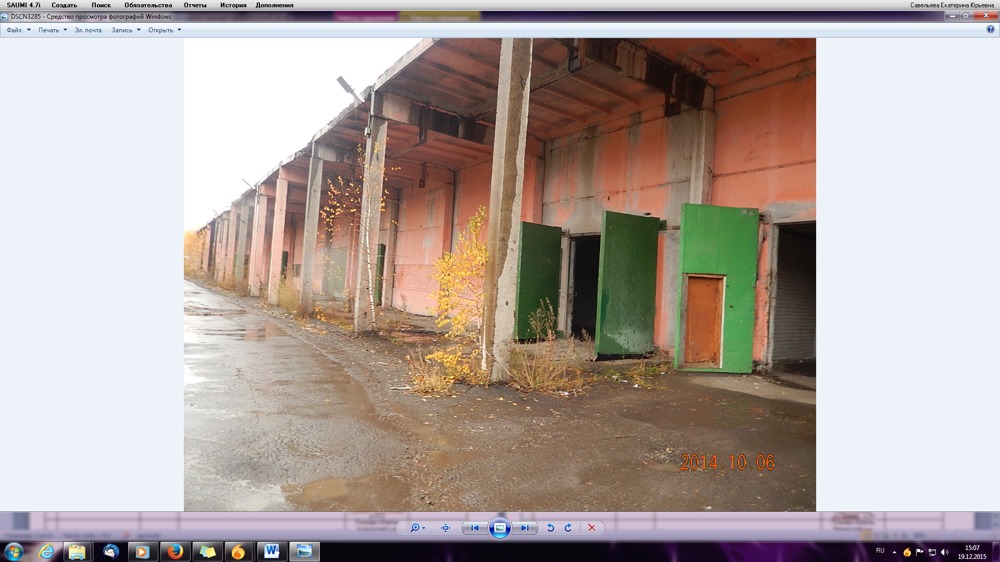 SAUMI 4.7i Создать Поиск Обязательства Отчеты История Дополнения Савельева Екатерина Юрьевна
DSCN3285 - Средство просмотра фотографий Windows
Файл Печать Эл. почта Запись Открыть
2014.10.06
RU
15:07
19.12.2015